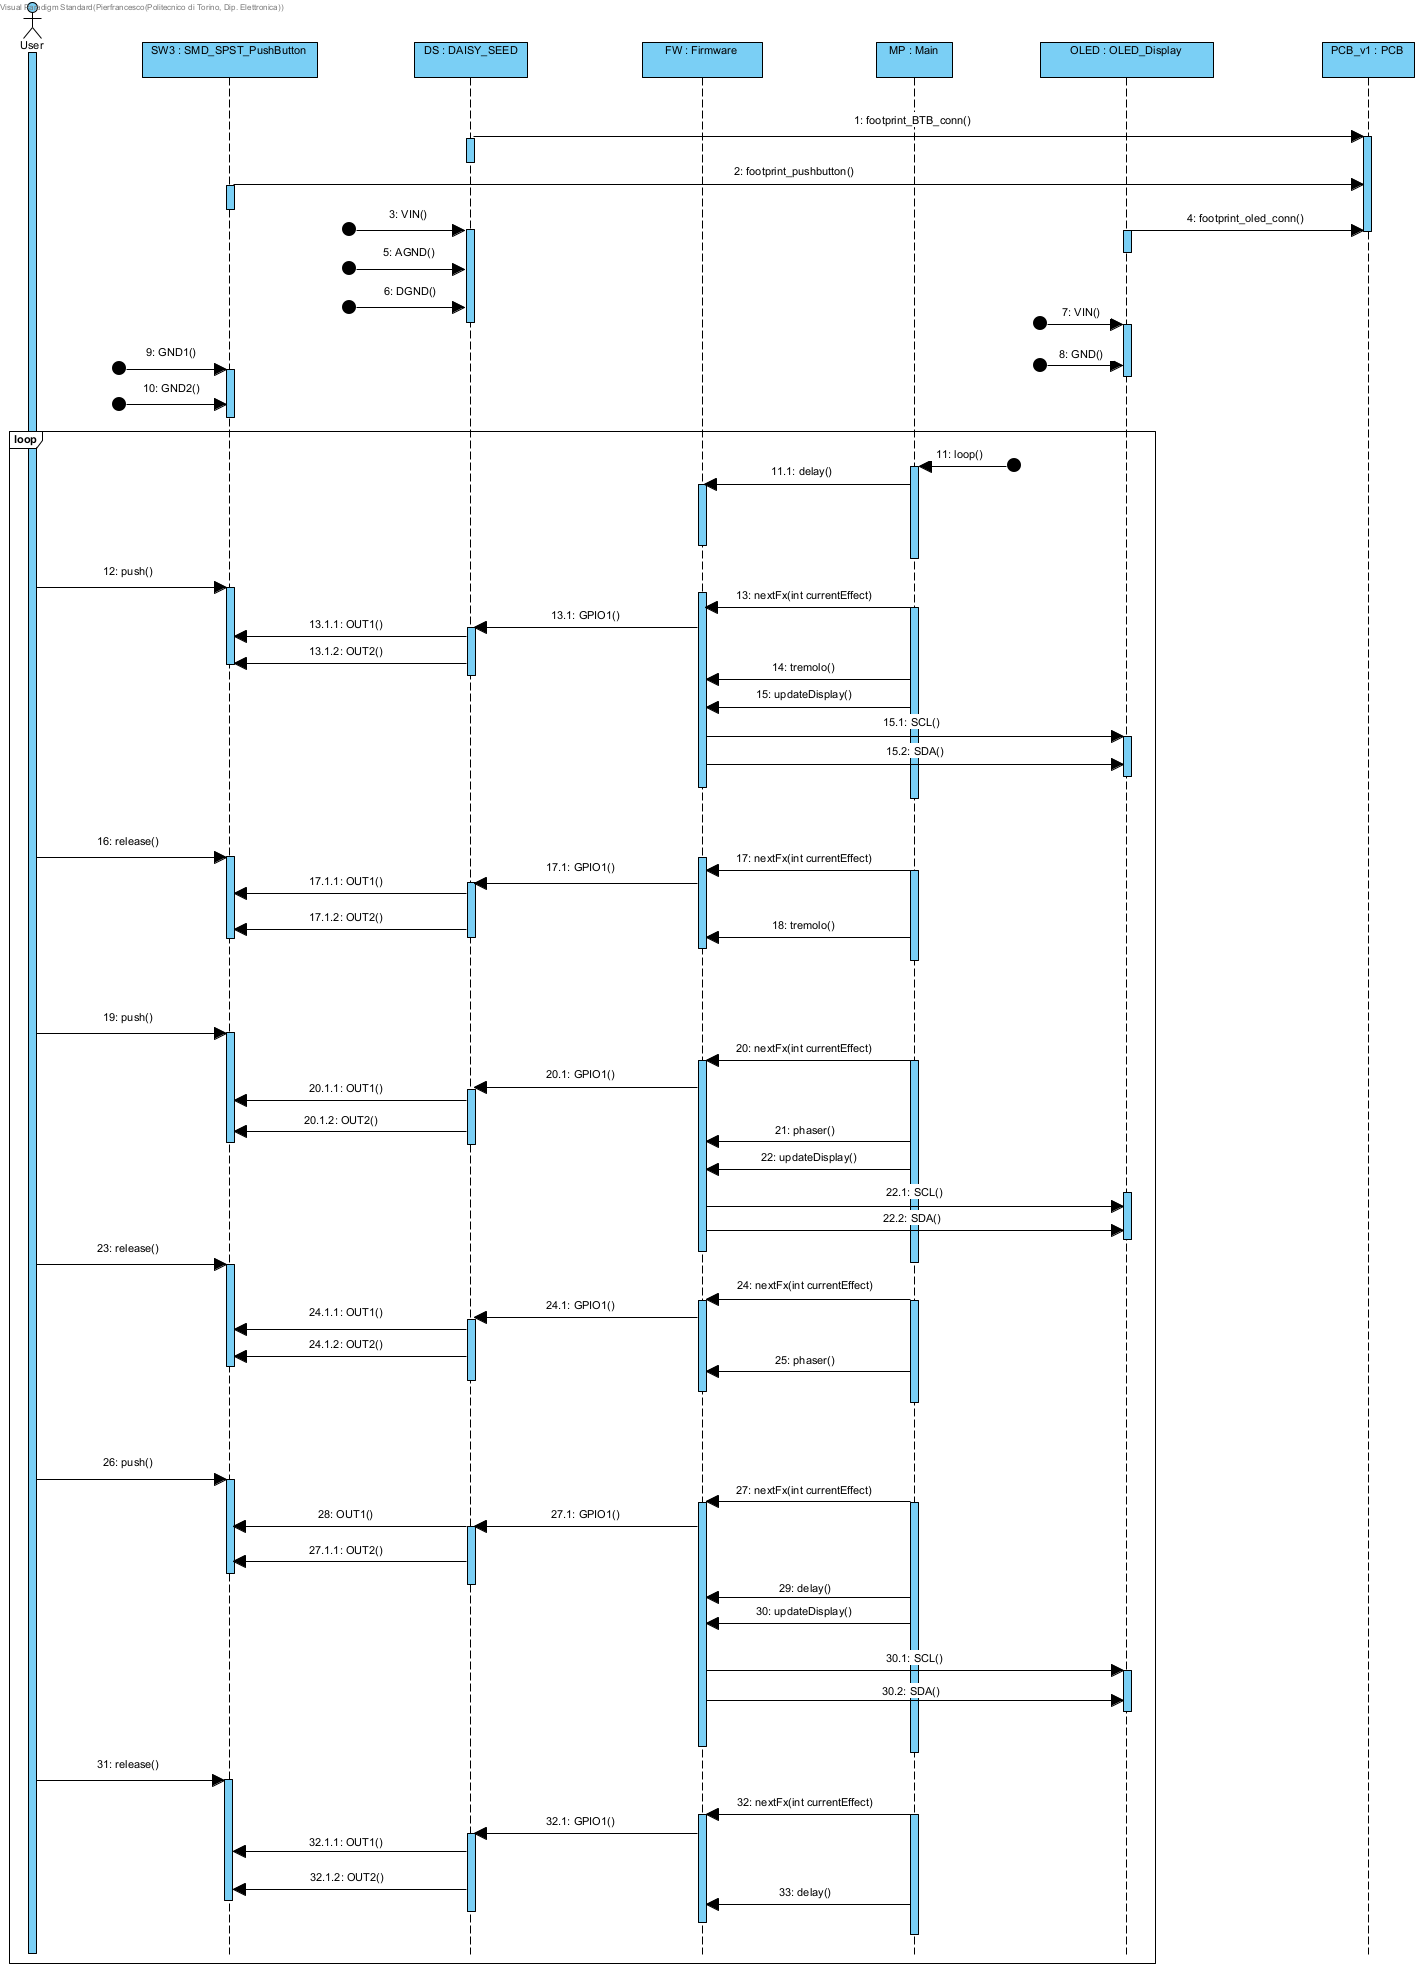 Visual Paradigm Standard(Pierfrancesco(Politecnico di Torino, Dip. Elettronica))
User
SW3 : SMD_SPST_PushButton
DS : DAISY_SEED
FW : Firmware
MP : Main
OLED : OLED_Display
PCB_v1 : PCB
1: footprint_BTB_conn()
2: footprint_pushbutton()
3: VIN()
4: footprint_oled_conn()
5: AGND()
6: DGND()
7: VIN()
8: GND()
9: GND1()
10: GND2()
loop
11: loop()
11.1: delay()
12: push()
13: nextFx(int currentEffect)
13.1: GPIO1()
13.1.1: OUT1()
13.1.2: OUT2()
14: tremolo()
15: updateDisplay()
15.1: SCL()
15.2: SDA()
16: release()
17: nextFx(int currentEffect)
17.1: GPIO1()
17.1.1: OUT1()
17.1.2: OUT2()
18: tremolo()
19: push()
20: nextFx(int currentEffect)
20.1: GPIO1()
20.1.1: OUT1()
20.1.2: OUT2()
21: phaser()
22: updateDisplay()
22.1: SCL()
22.2: SDA()
23: release()
24: nextFx(int currentEffect)
24.1: GPIO1()
24.1.1: OUT1()
24.1.2: OUT2()
25: phaser()
26: push()
27: nextFx(int currentEffect)
27.1: GPIO1()
28: OUT1()
27.1.1: OUT2()
29: delay()
30: updateDisplay()
30.1: SCL()
30.2: SDA()
31: release()
32: nextFx(int currentEffect)
32.1: GPIO1()
32.1.1: OUT1()
32.1.2: OUT2()
33: delay()